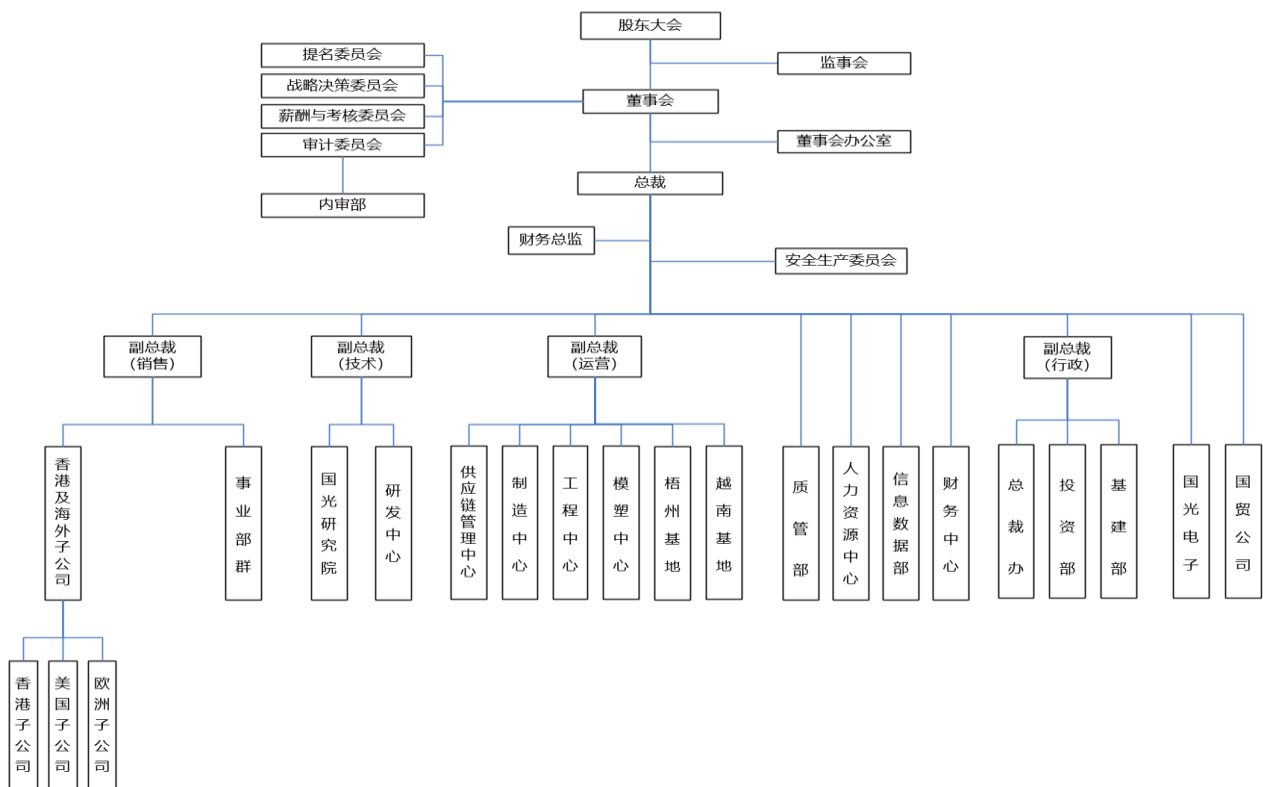 股东大会
提名委员会
监事会
战略决策委员会
董事会
薪酬与考核委员会
审计委员会
董事会办公室
总裁
内审部
财务总监
安全生产委员会
副总裁
(销售)
副总裁
(技术)
副总裁
(运营)
副总裁
(行政)
香港及海外子公司
事业部群
国光研究院
研发中心
供应链管理中心
制造中心
工程中心
模塑中心
梧州基地
越南基地
质管部
人力资源中心
信息数据部
财务中心
总裁办
投资部
基建部
国光电子
国贸公司
香港子公司
美国子公司
欧洲子公司